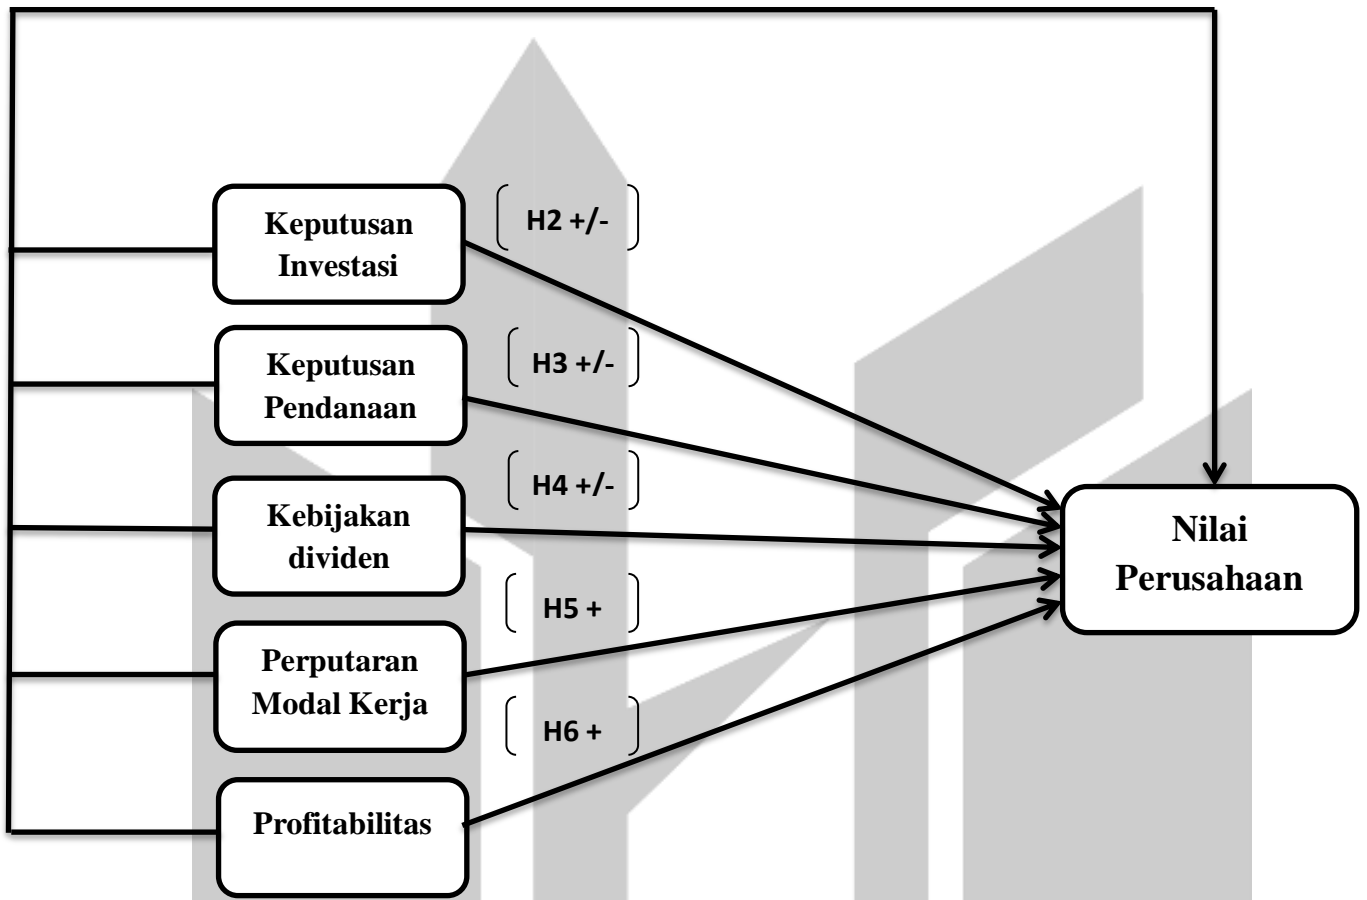 Keputusan
Investasi
H2 +/-
Keputusan
Pendanaan
H3 +/-
Kebijakan
dividen
H4 +/-
Perputaran
Modal Kerja
H5 +
Profitabilitas
H6 +
Nilai
Perusahaan